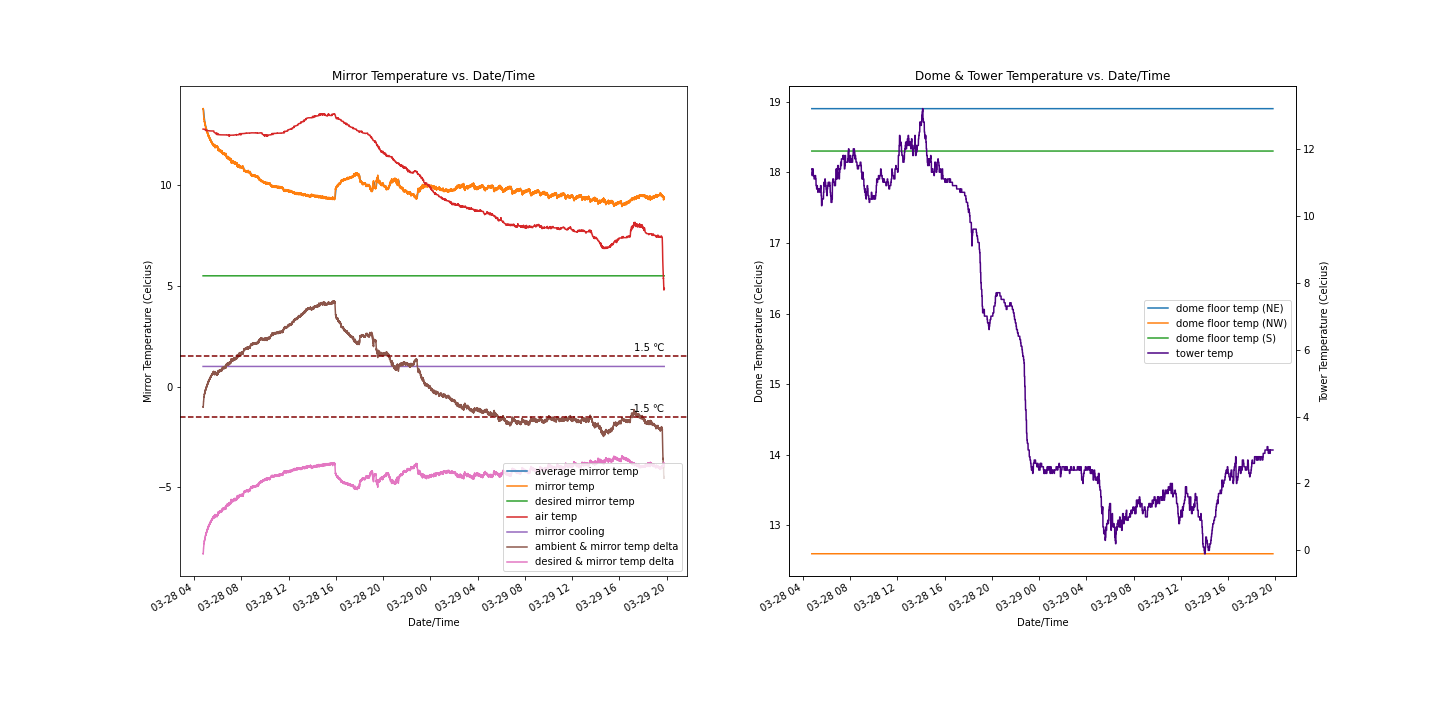 Mirror Temperature vs. Date/Time
Mirror Temperature (Celcius)
10
5
0
−5
1.5 °C
-1.5 °C
average mirror temp
mirror temp
desired mirror temp
air temp
mirror cooling
ambient & mirror temp delta
desired & mirror temp delta
03-28 04
03-28 08
03-28 12
03-28 16
03-28 20
03-29 00
03-29 04
03-29 08
03-29 12
03-29 16
03-29 20
Date/Time
Dome & Tower Temperature vs. Date/Time
Dome Temperature (Celcius)
19
18
17
16
15
14
13
dome floor temp (NE)
dome floor temp (NW)
dome floor temp (S)
tower temp
12
10
8
6
4
2
0
Tower Temperature (Celcius)
03-28 04
03-28 08
03-28 12
03-28 16
03-28 20
03-29 00
03-29 04
03-29 08
03-29 12
03-29 16
03-29 20
Date/Time